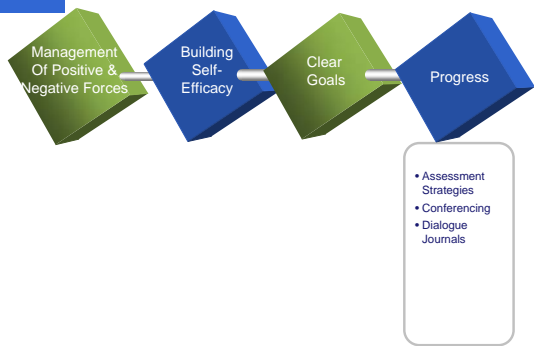 Management
Of Positive &
Negative Forces
Building
Self-
Efficacy
Clear
Goals
Progress
• Assessment
Strategies
• Conferencing
• Dialogue
Journals